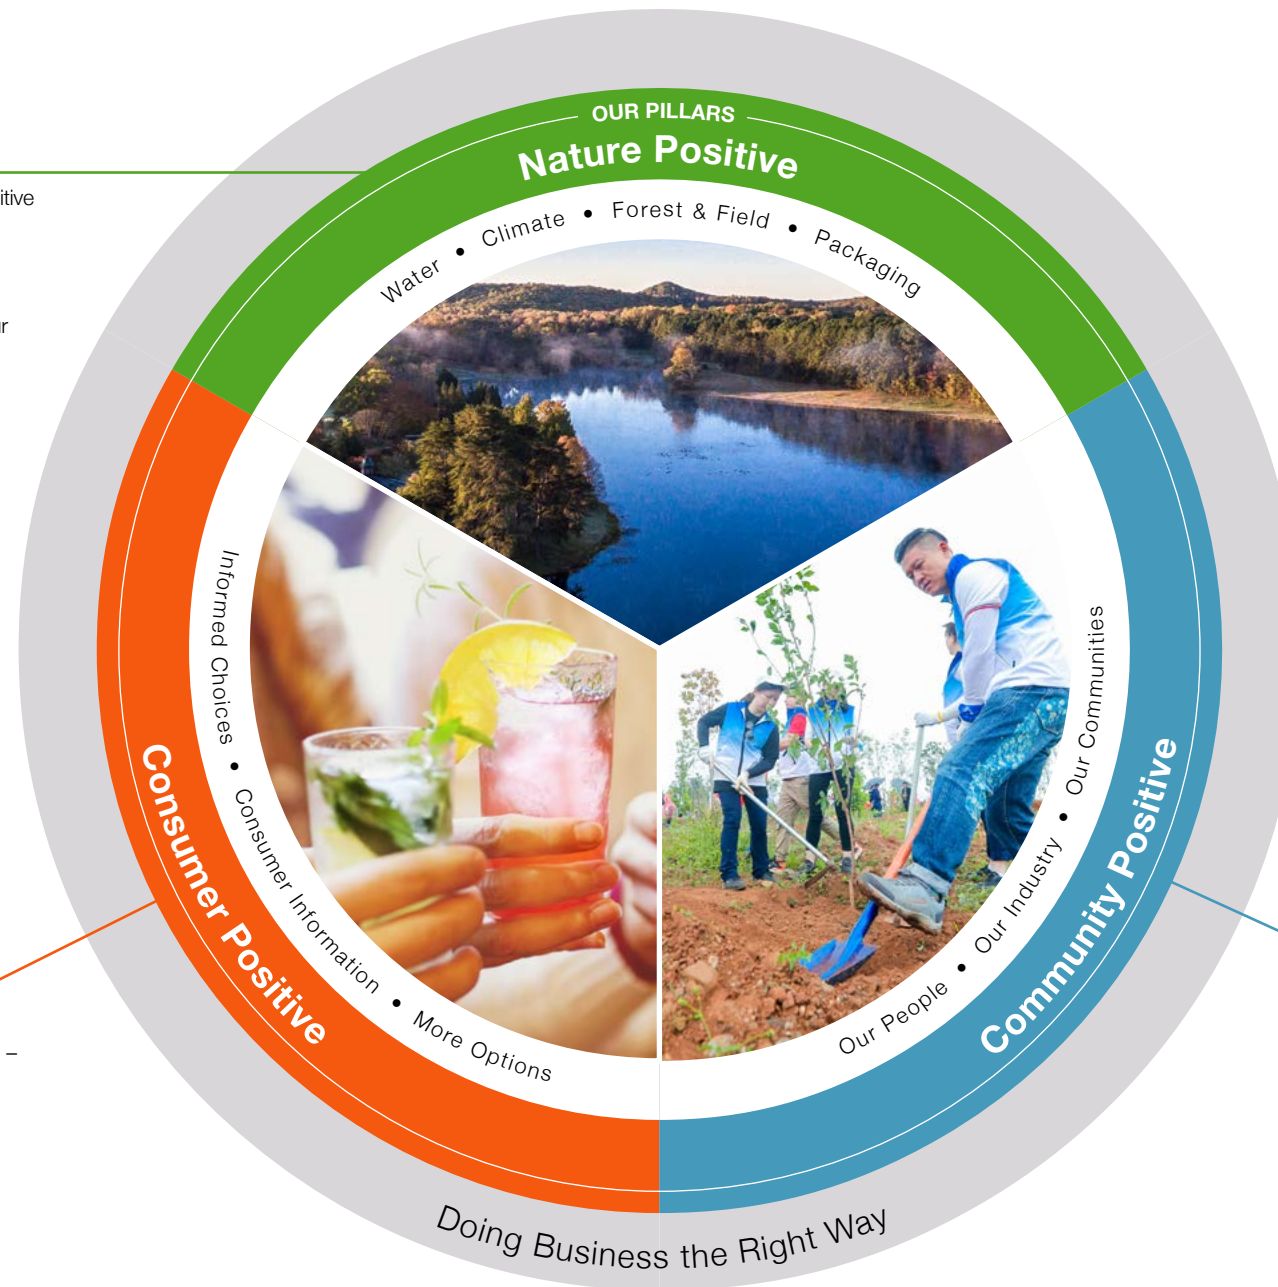 OUR PILLARS
Nature Positive
Water • Climate • Forest & Field • Packaging
Informed Choices • Consumer Information • More Options
Consumer Positive
Our People • Our Industry • Our Communities
Community Positive
Doing Business the Right Way
–